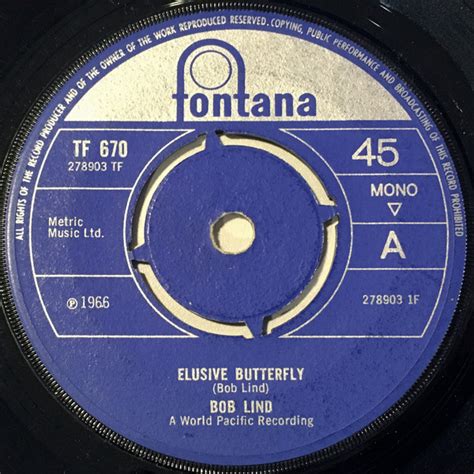 ALL RIGHTS OF THE RECORD PRODUCER AND OF THE OWNER OF THE WORK REPRODUCED RESERVED. COPYING, PUBLIC PERFORMANCE AND BROADCASTING OF THIS RECORD PROHIBITED
fontana
TF 670
278903 TF
45
MONO
Metric
Music Ltd.
A
℗ 1966
278903 1F
ELUSIVE BUTTERFLY
(Bob Lind)
BOB LIND
A World Pacific Recording